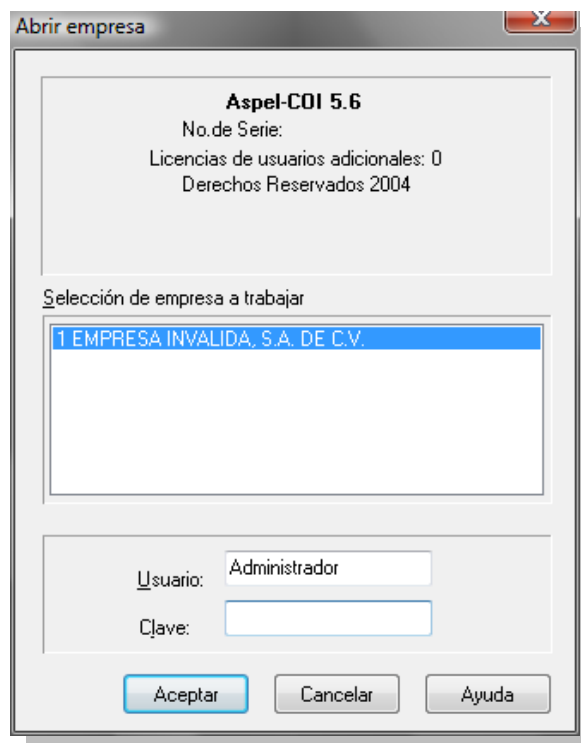 Abrir empresa
Aspel-COI 5.6
No.de Serie:
Licencias de usuarios adicionales: 0
Derechos Reservados 2004
Selección de empresa a trabajar
1 EMPRESA INVALIDA, S.A. DE C.V.
Usuario: Administrador
Clave:
Aceptar Cancelar Ayuda